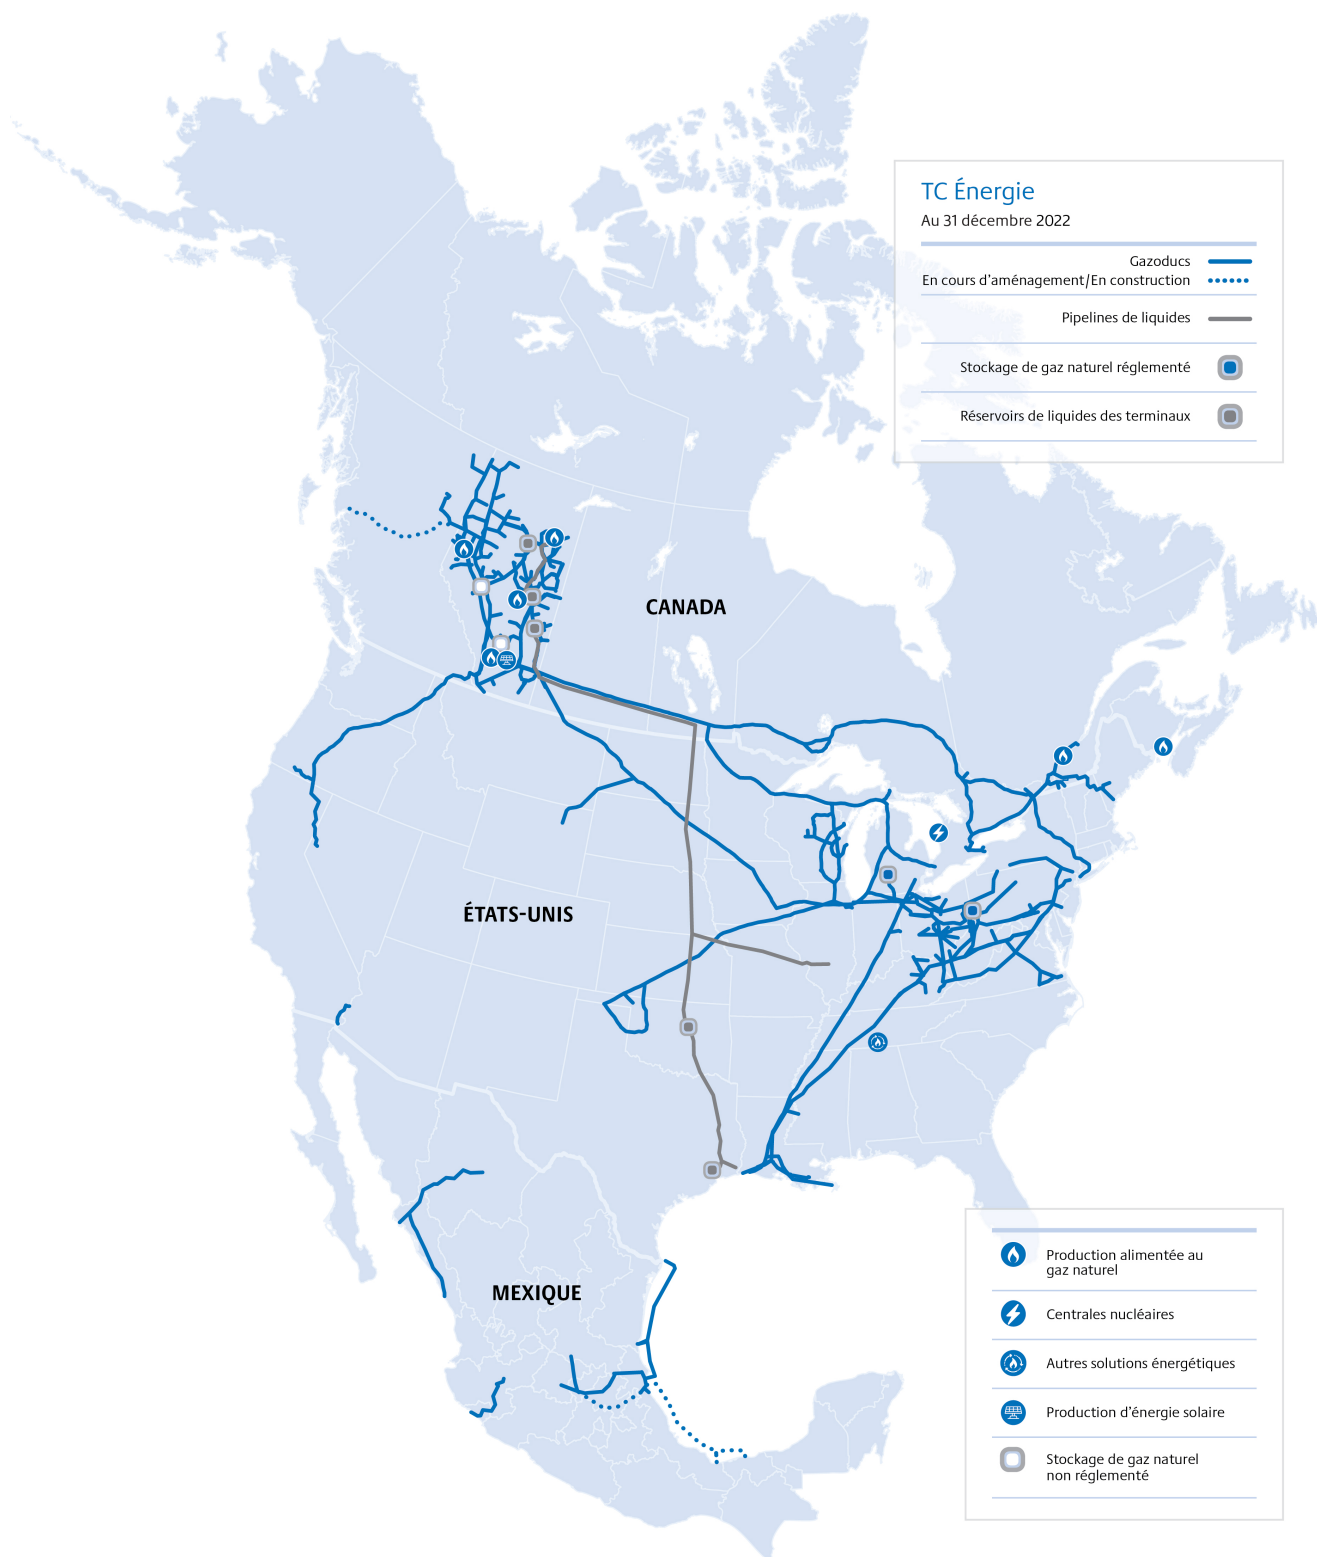 TC Énergie
Au 31 décembre 2022
Gazoducs
En cours d'aménagement/En construction
Pipelines de liquides
Stockage de gaz naturel réglementé
Réservoirs de liquides des terminaux
CANADA
ÉTATS-UNIS
MEXIQUE
Production alimentée au
gaz naturel
Centrales nucléaires
Autres solutions énergétiques
Production d'énergie solaire
Stockage de gaz naturel
non réglementé